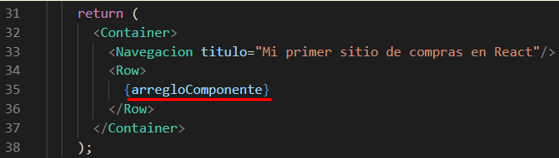 31 return (
32 <Container>
33 <Navegacion titulo="Mi primer sitio de compras en React"/>
34 <Row>
35 {arregloComponente}
36 </Row>
37 </Container>
38 );